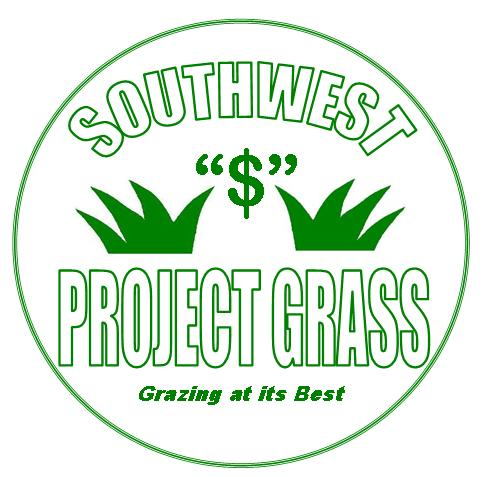 SOUTHWEST
“$”
PROJECT GRASS
Grazing at its Best